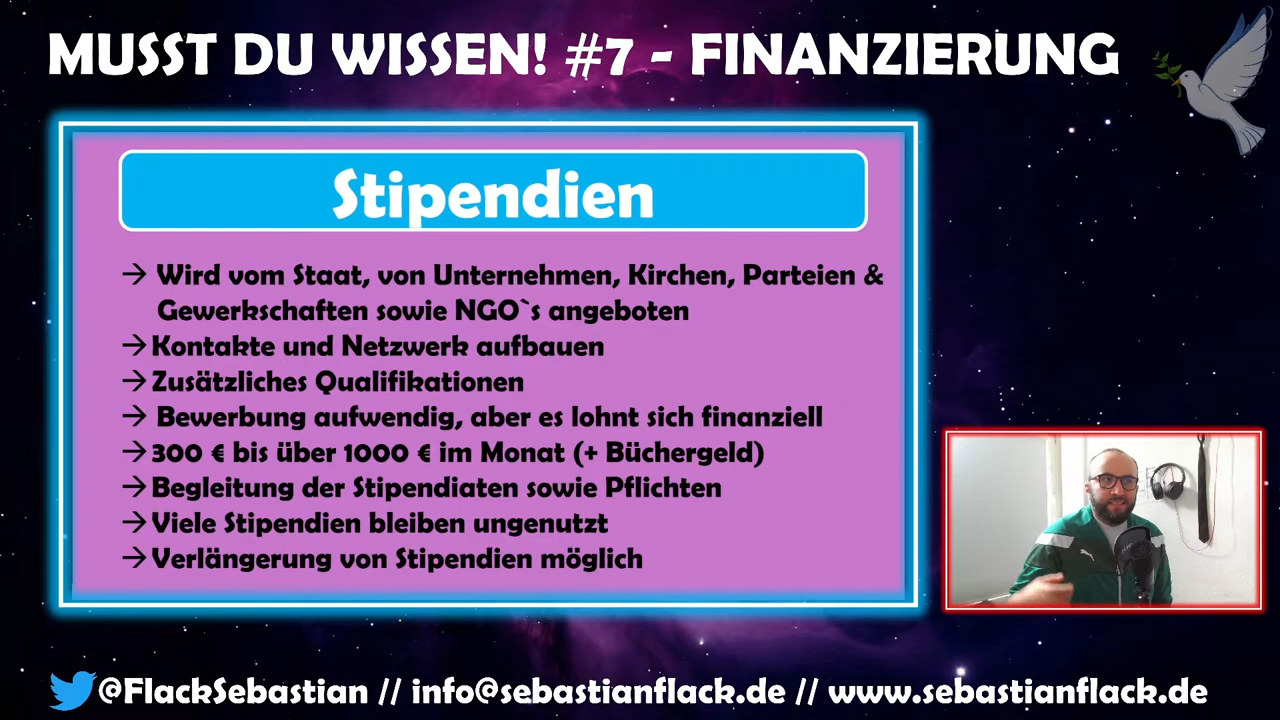 MUSST DU WISSEN! #7 - FINANZIERUNG
Stipendien
→ Wird vom Staat, von Unternehmen, Kirchen, Parteien &
Gewerkschaften sowie NGO`s angeboten
→ Kontakte und Netzwerk aufbauen
→ Zusätzliches Qualifikationen
→ Bewerbung aufwendig, aber es lohnt sich finanziell
→ 300 € bis über 1000 € im Monat (+ Büchergeld)
→ Begleitung der Stipendiaten sowie Pflichten
→ Viele Stipendien bleiben ungenutzt
→ Verlängerung von Stipendien möglich
@FlackSebastian // info@sebastianflack.de // www.sebastianflack.de